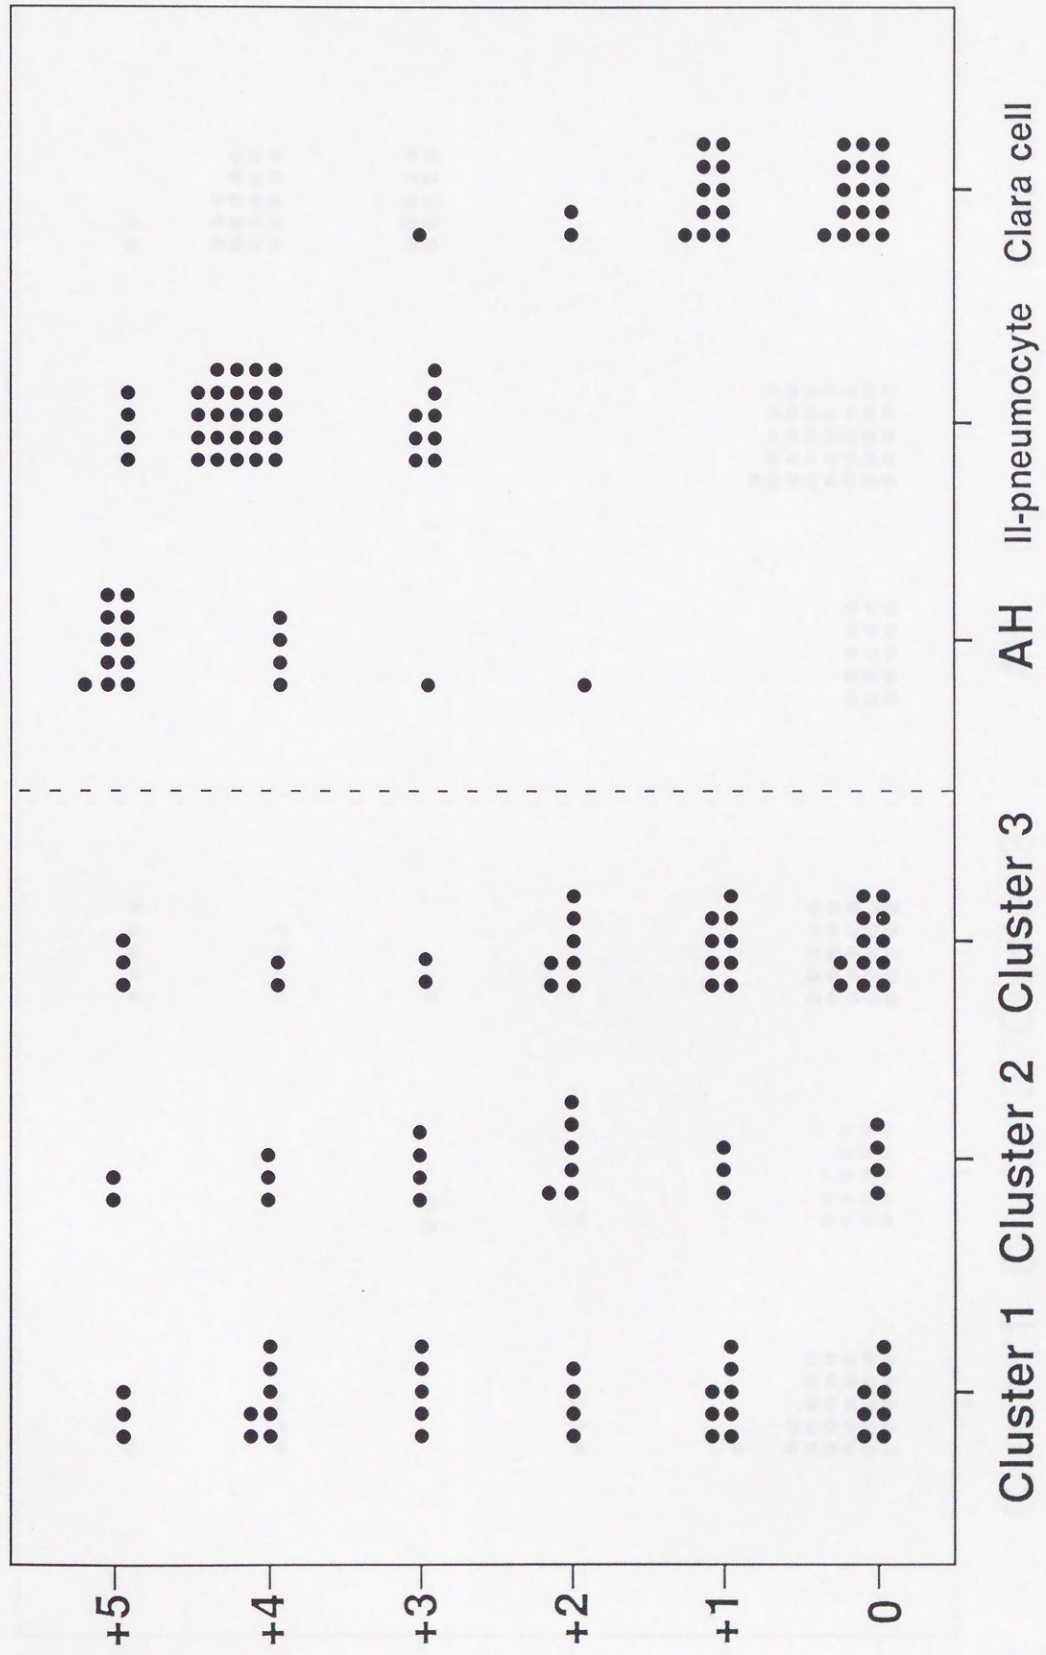 +5
+4
+3
+2
+1
0
Cluster 1
Cluster 2
Cluster 3
AH
II-pneumocyte
Clara cell